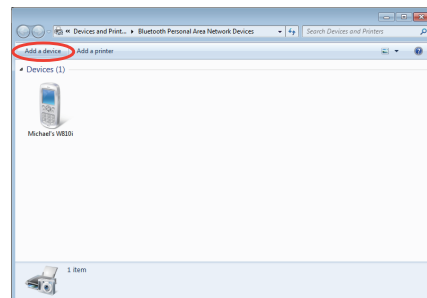 « Devices and Print... ▸ Bluetooth Personal Area Network Devices
Search Devices and Printers
Add a device
Add a printer
Devices (1)
Michael's W810i
1 item